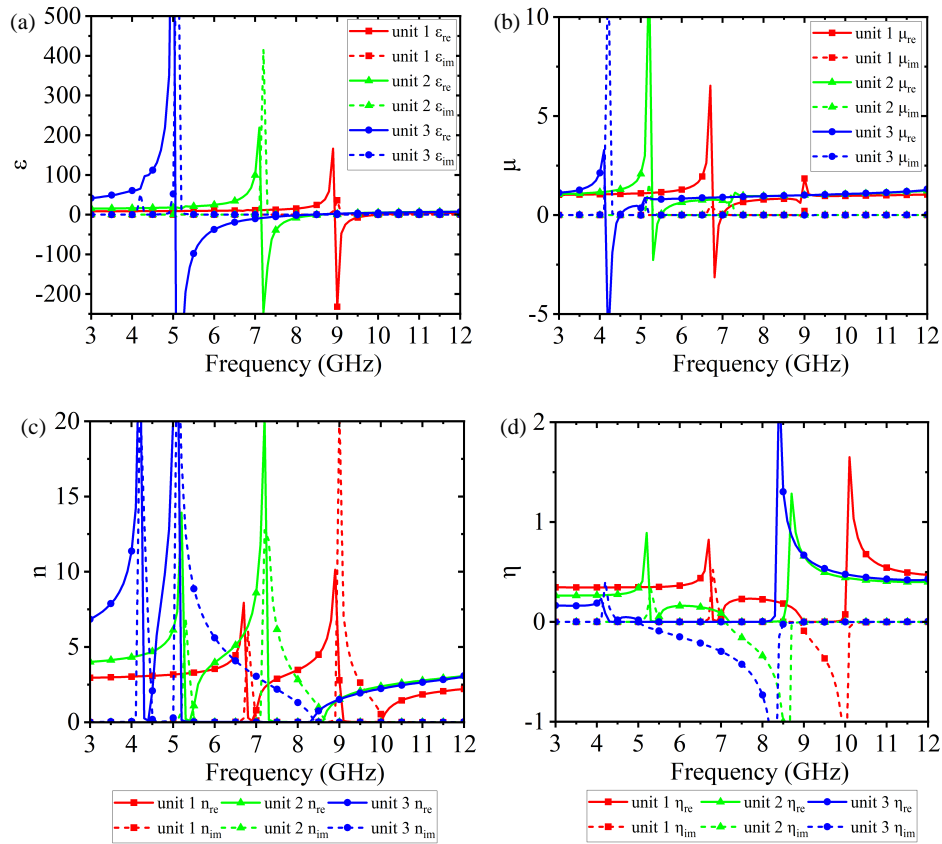 (a)
500
400
300
200
100
0
-100
-200
ε
3 4 5 6 7 8 9 10 11 12
Frequency (GHz)
unit 1 εre
unit 1 εim
unit 2 εre
unit 2 εim
unit 3 εre
unit 3 εim
(b)
10
5
0
-5
μ
3 4 5 6 7 8 9 10 11 12
Frequency (GHz)
unit 1 μre
unit 1 μim
unit 2 μre
unit 2 μim
unit 3 μre
unit 3 μim
(c)
20
15
10
5
0
n
3 4 5 6 7 8 9 10 11 12
Frequency (GHz)
unit 1 nre unit 2 nre unit 3 nre
unit 1 nim unit 2 nim unit 3 nim
(d)
2
1
0
-1
η
3 4 5 6 7 8 9 10 11 12
Frequency (GHz)
unit 1 ηre unit 2 ηre unit 3 ηre
unit 1 ηim unit 2 ηim unit 3 ηim